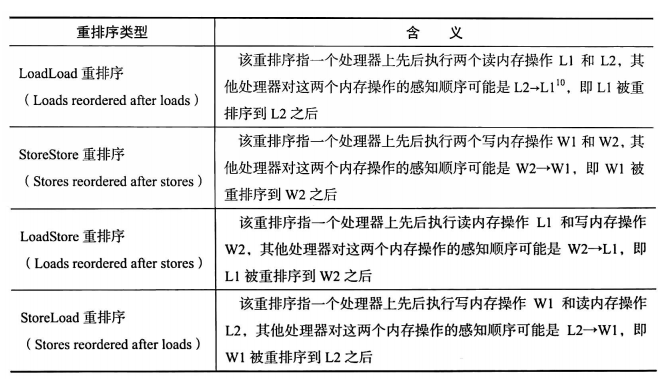 重排序类型
含 义
LoadLoad 重排序
（Loads reordered after loads）
该重排序指一个处理器上先后执行两个读内存操作 L1 和 L2，其
他处理器对这两个内存操作的感知顺序可能是 L2→L1¹⁰，即 L1 被重
排序到 L2 之后
StoreStore 重排序
（Stores reordered after stores）
该重排序指一个处理器上先后执行两个写内存操作 W1 和 W2，其
他处理器对这两个内存操作的感知顺序可能是 W2→W1，即 W1 被
重排序到 W2 之后
LoadStore 重排序
（Loads reordered after stores）
该重排序指一个处理器上先后执行读内存操作 L1 和写内存操作
W2，其他处理器对这两个内存操作的感知顺序可能是 W2→L1，即
L1 被重排序到 W2 之后
StoreLoad 重排序
（Stores reordered after loads）
该重排序指一个处理器上先后执行写内存操作 W1 和读内存操作
L2，其他处理器对这两个内存操作的感知顺序可能是 L2→W1，即
W1 被重排序到 L2 之后